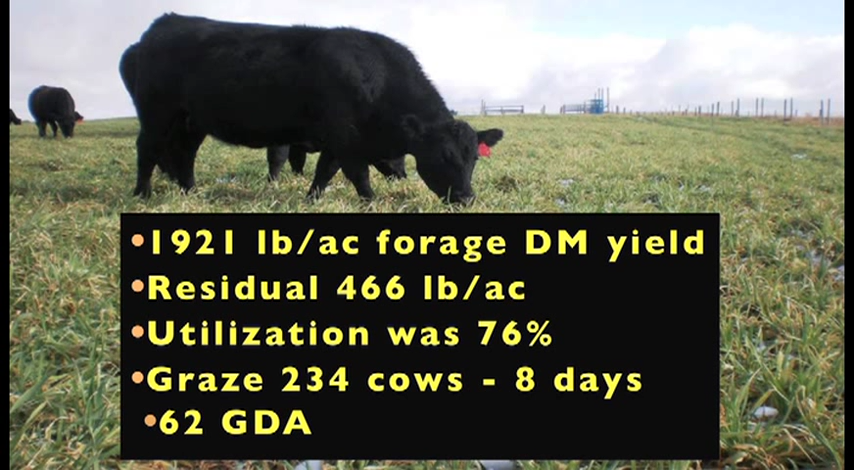 •1921 lb/ac forage DM yield
•Residual 466 lb/ac
•Utilization was 76%
•Graze 234 cows - 8 days
•62 GDA